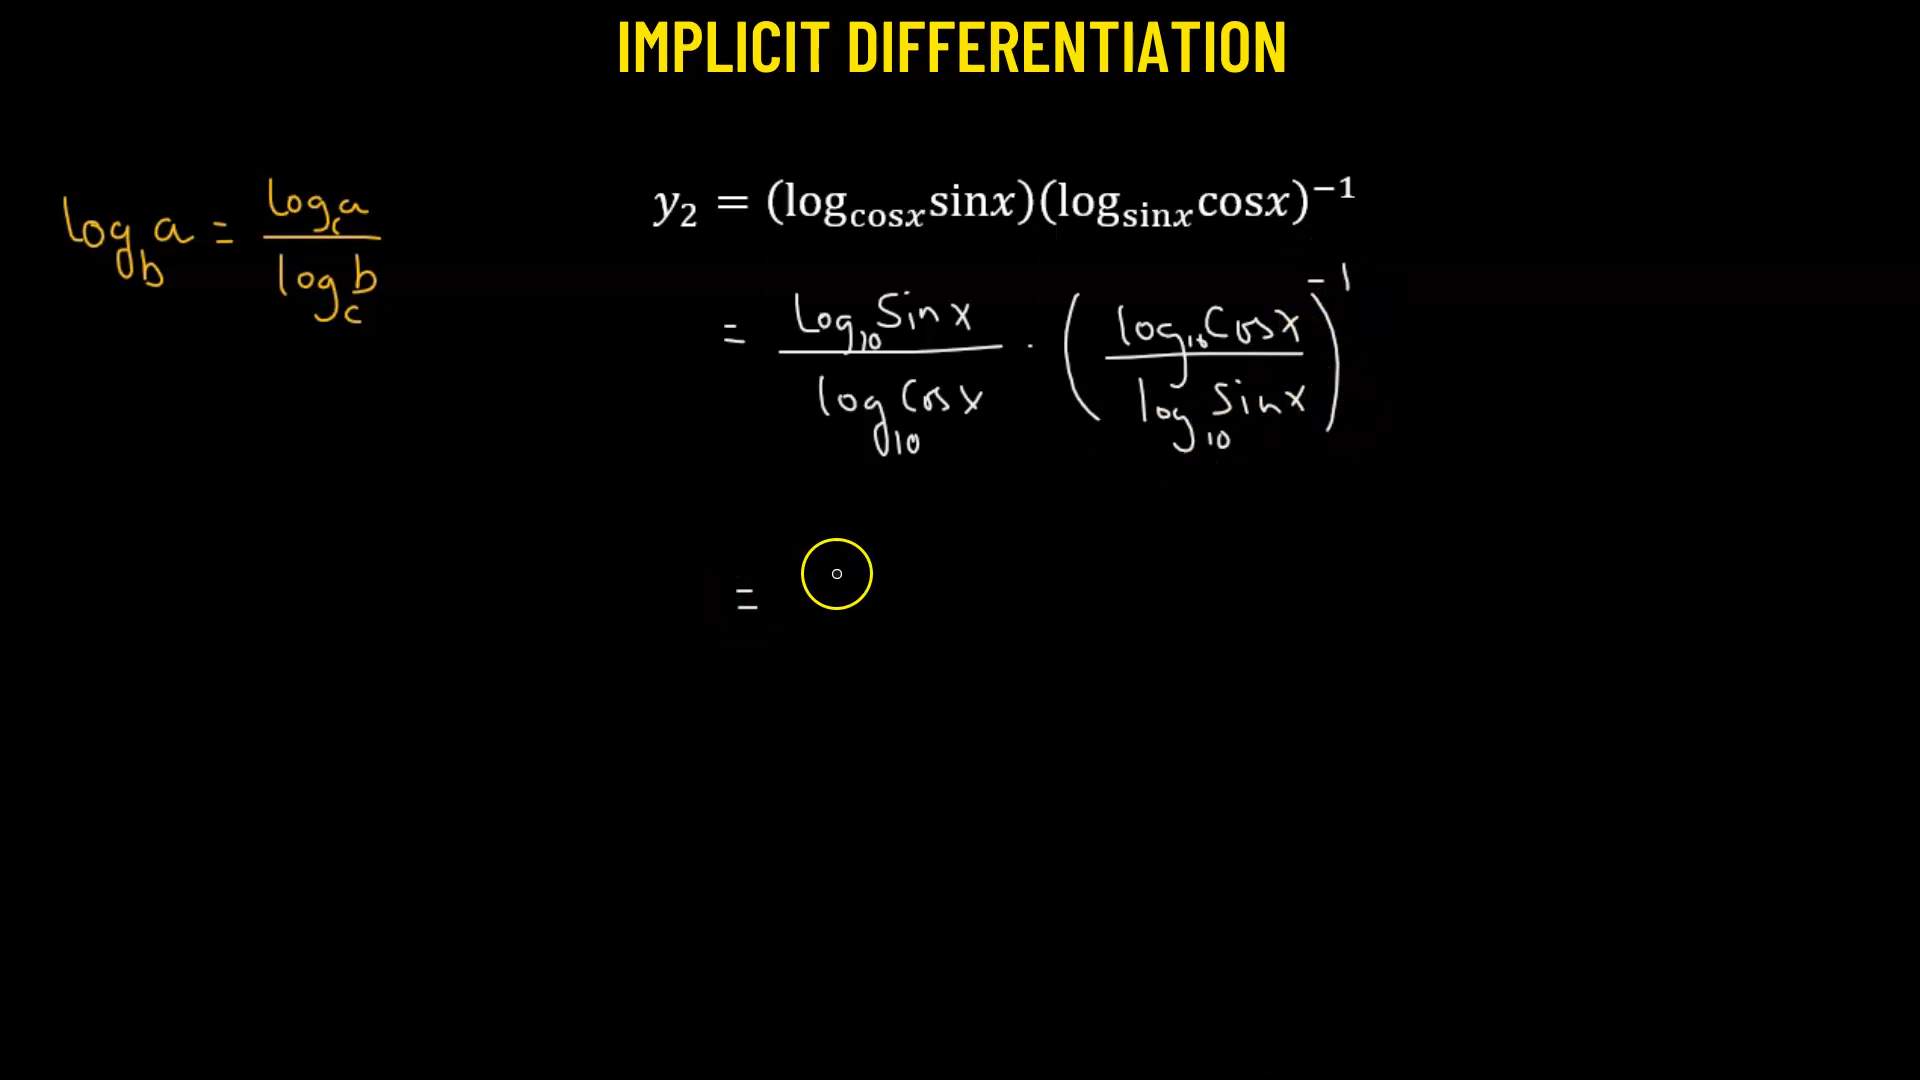 IMPLICIT DIFFERENTIATION
y₂ = (log_cosx sinx)(log_sinx cosx)⁻¹
log_b a = log_c a / log_c b
= Log₁₀ Sin x / log₁₀ Cos x · (log₁₀ Cos x / log₁₀ Sin x)⁻¹
=